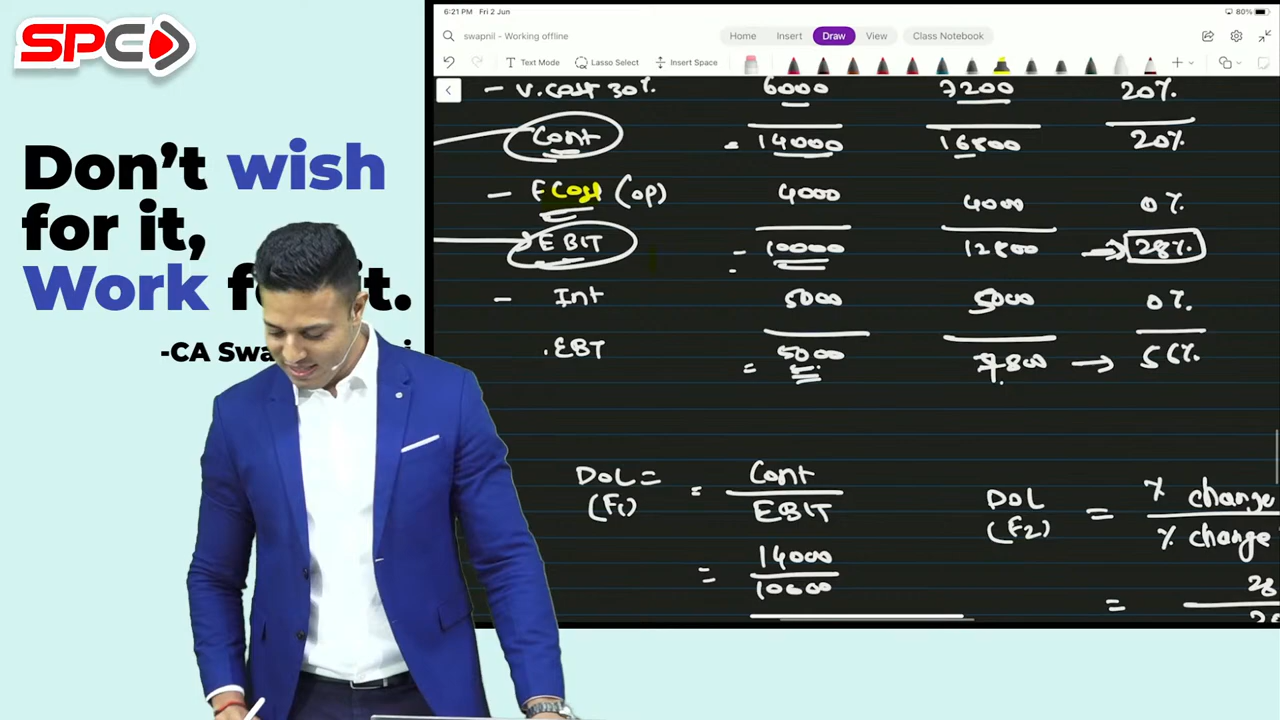 SPC
Don't wish
for it,
Work for it.
-CA Swa
6:21 PM Fri 2 Jun
80%
swapnil - Working offline
Home Insert Draw View Class Notebook
Text Mode Lasso Select Insert Space
- V. Cost 30% 6000 7200 20%
Cont = 14000 16800 20%
- F Cost (op) 4000 4000 0%
EBIT = 10000 12800 → 28%
- Int 5000 5000 0%
.EBT = 5000 7800 → 56%
DOL = = Cont
(F1) EBIT
= 14000
10000
DOL = % change
(F2) % change
= 28